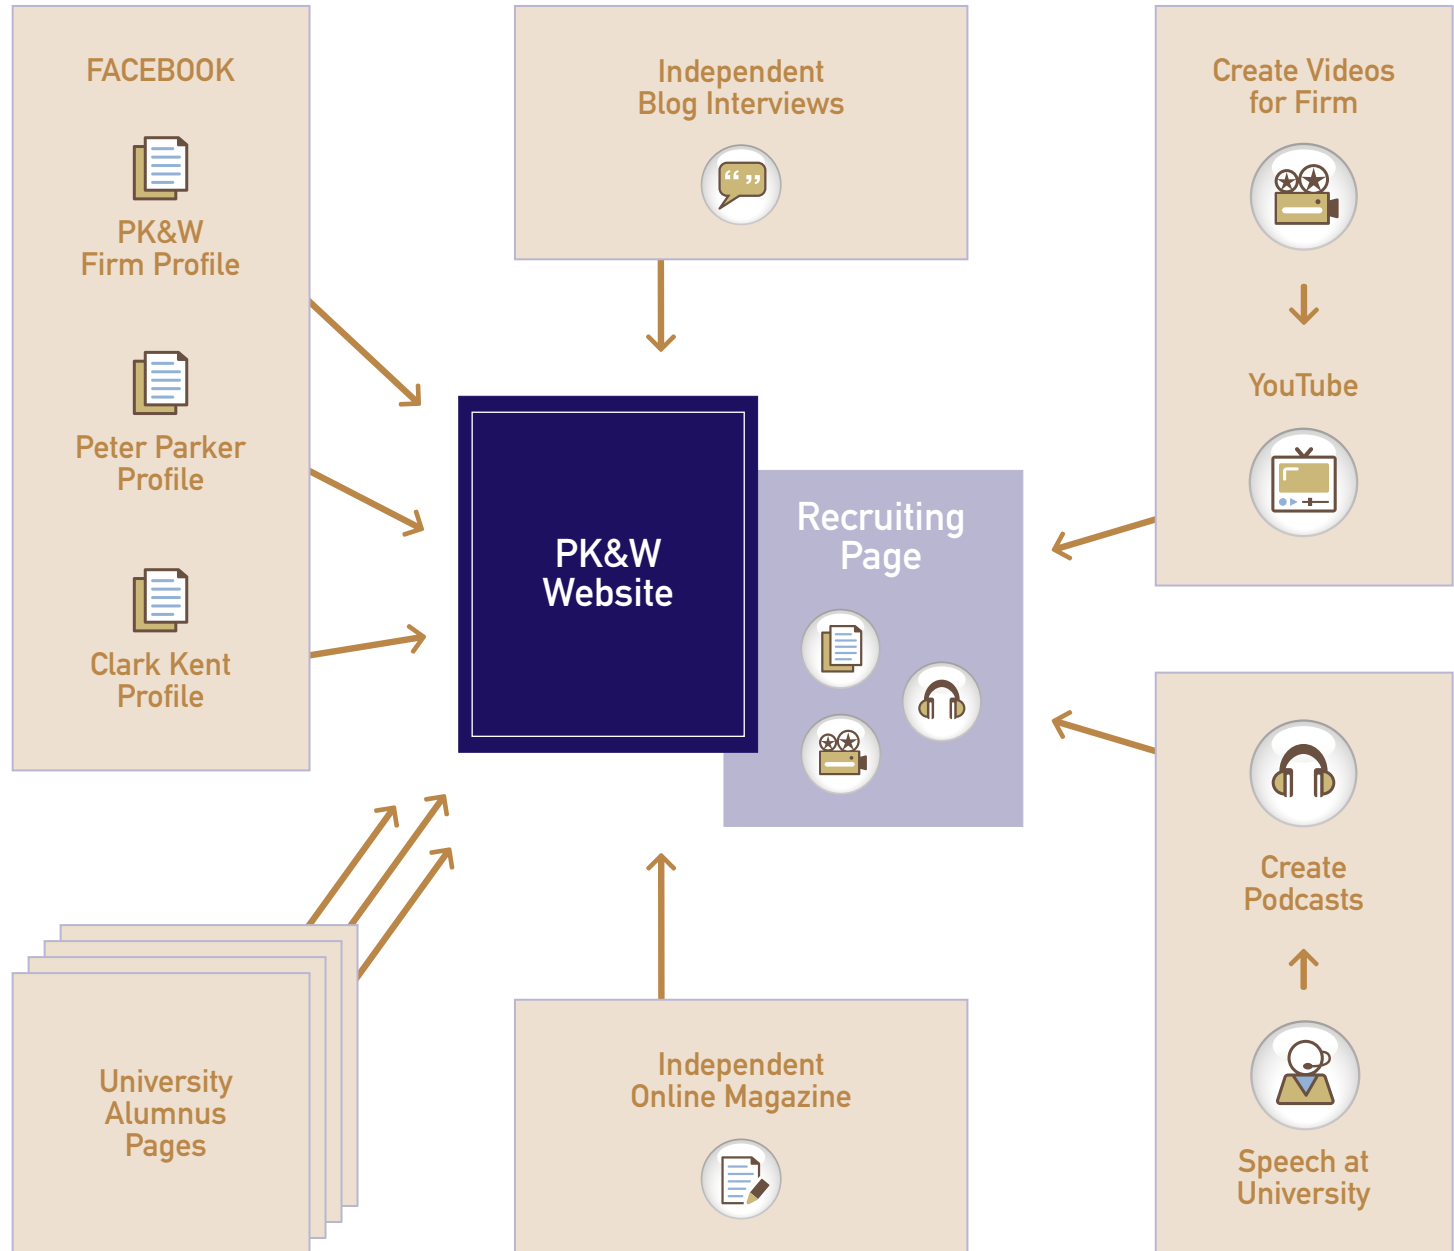 FACEBOOK
PK&W
Firm Profile
Peter Parker
Profile
Clark Kent
Profile
Independent
Blog Interviews
“ ”
Create Videos
for Firm
YouTube
PK&W
Website
Recruiting
Page
Create
Podcasts
Speech at
University
University
Alumnus
Pages
Independent
Online Magazine